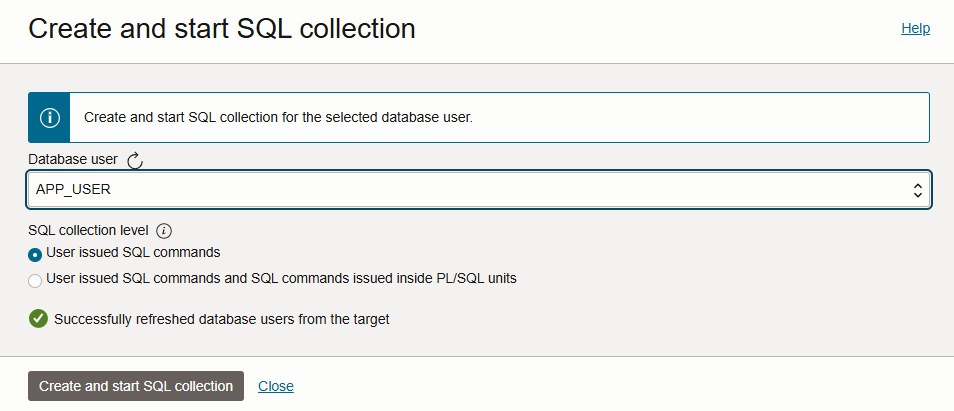 Create and start SQL collection
Help
Create and start SQL collection for the selected database user.
Database user
APP_USER
SQL collection level
User issued SQL commands
User issued SQL commands and SQL commands issued inside PL/SQL units
Successfully refreshed database users from the target
Create and start SQL collection
Close